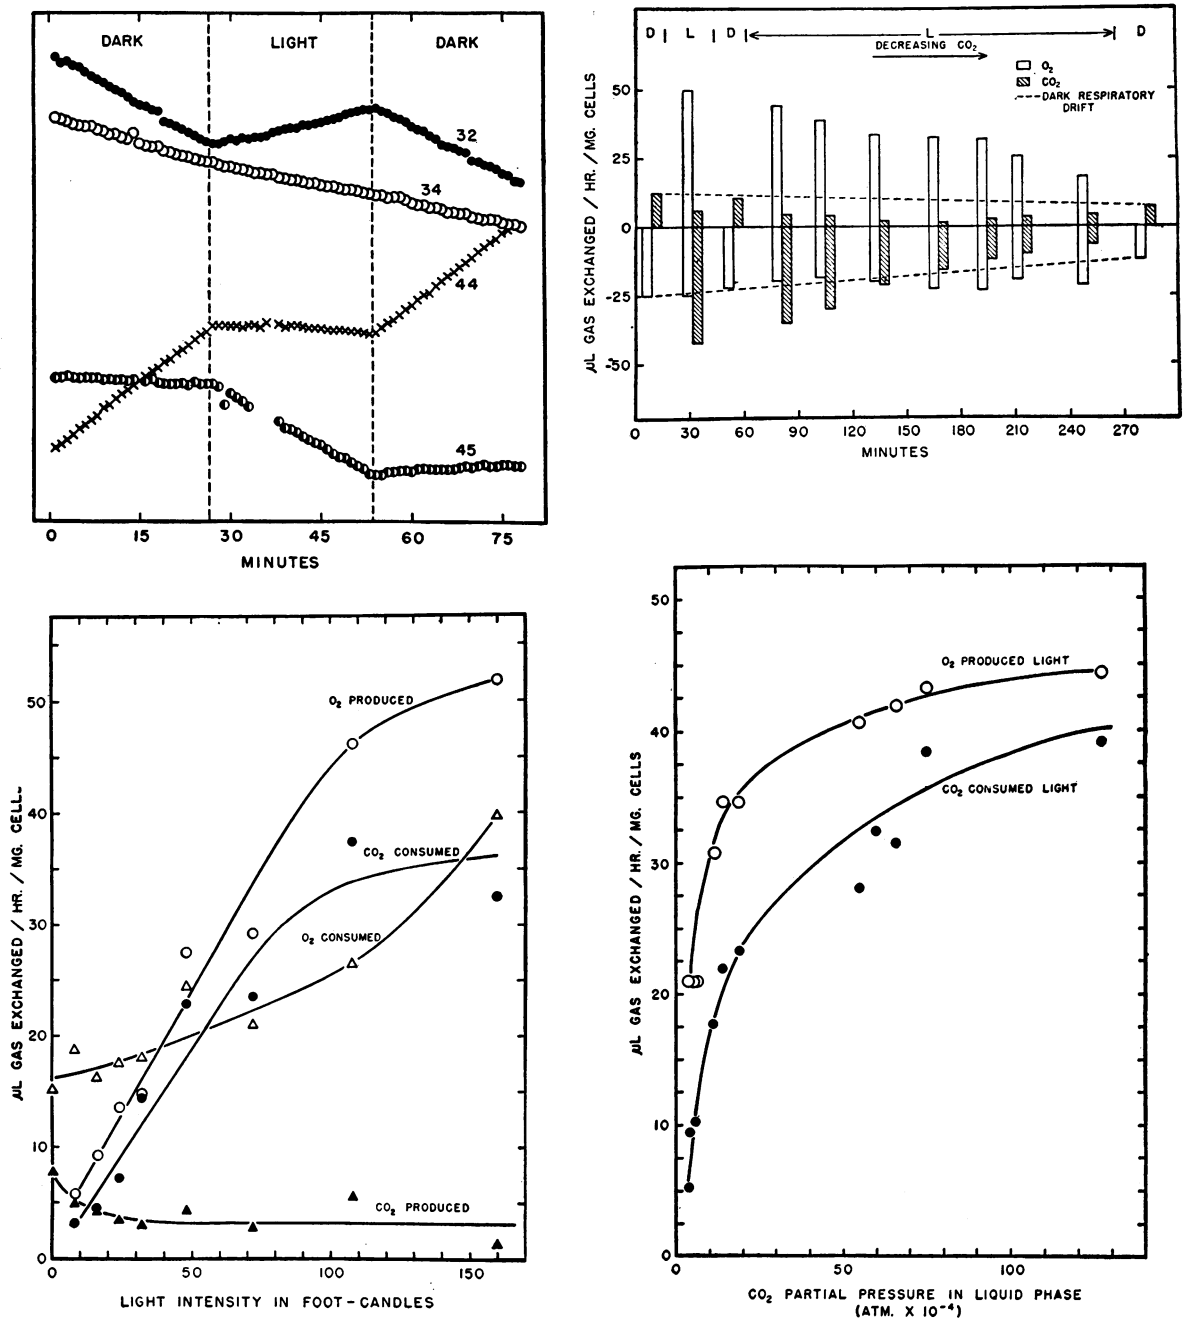 DARK LIGHT DARK
32
34
44
45
0 15 30 45 60 75
MINUTES
D L D L D
DECREASING CO₂
O₂
CO₂
DARK RESPIRATORY
DRIFT
µL GAS EXCHANGED / HR. / MG. CELLS
50
25
0
-25
-50
0 30 60 90 120 150 180 210 240 270
MINUTES
µL GAS EXCHANGED / HR. / MG. CELL
50
40
30
20
10
0
O₂ PRODUCED
CO₂ CONSUMED
O₂ CONSUMED
CO₂ PRODUCED
0 50 100 150
LIGHT INTENSITY IN FOOT-CANDLES
µL GAS EXCHANGED / HR. / MG. CELLS
50
40
30
20
10
0
O₂ PRODUCED LIGHT
CO₂ CONSUMED LIGHT
0 50 100
CO₂ PARTIAL PRESSURE IN LIQUID PHASE
(ATM. X 10⁻⁴)